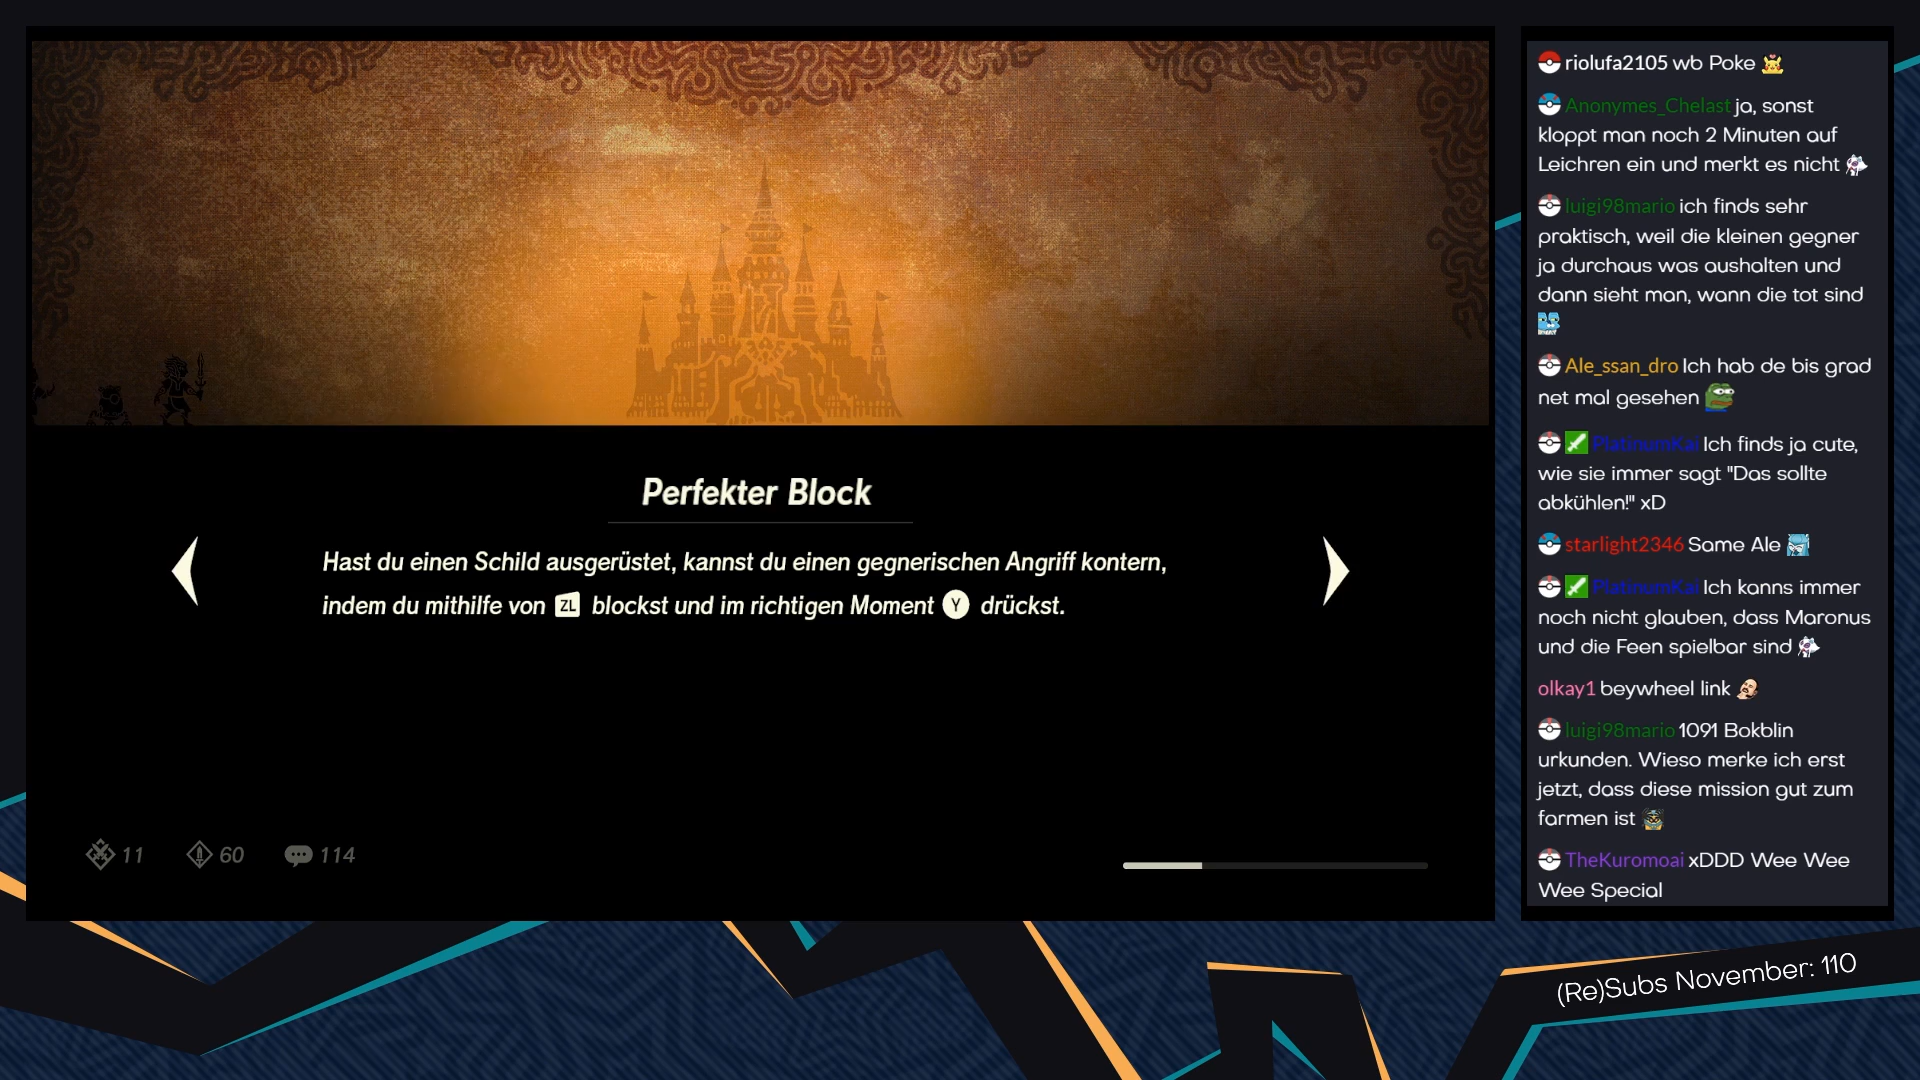 Perfekter Block
Hast du einen Schild ausgerüstet, kannst du einen gegnerischen Angriff kontern,
indem du mithilfe von ZL blockst und im richtigen Moment Y drückst.
11 60 114
riolufa2105 wb Poke
Anonymes_Chelast ja, sonst
kloppt man noch 2 Minuten auf
Leichren ein und merkt es nicht
luigi98mario ich finds sehr
praktisch, weil die kleinen gegner
ja durchaus was aushalten und
dann sieht man, wann die tot sind
Ale_ssan_dro Ich hab de bis grad
net mal gesehen
PlatinumKai Ich finds ja cute,
wie sie immer sagt "Das sollte
abkühlen!" xD
starlight2346 Same Ale
PlatinumKai Ich kanns immer
noch nicht glauben, dass Maronus
und die Feen spielbar sind
olkay1 beywheel link
luigi98mario 1091 Bokblin
urkunden. Wieso merke ich erst
jetzt, dass diese mission gut zum
farmen ist
TheKuromoai xDDD Wee Wee
Wee Special
(Re)Subs November: 110